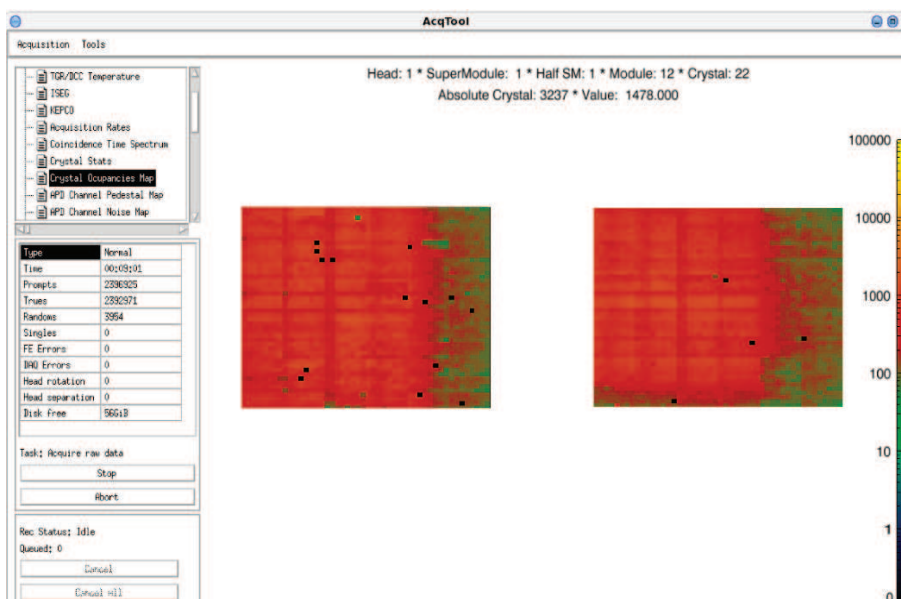 AcqTool
Acquisition Tools
TGR/DCC Temperature
ISEG
KEPCO
Acquisition Rates
Coincidence Time Spectrum
Crystal Stats
Crystal Ocupancies Map
APD Channel Pedestal Map
APD Channel Noise Map
Type Normal
Time 00:09:01
Prompts 2396925
Trues 2392971
Randoms 3954
Singles 0
FE Errors 0
DAQ Errors 0
Head rotation 0
Head separation 0
Disk free 56GiB
Task: Acquire raw data
Stop
Abort
Rec Status: Idle
Queued: 0
Cancel
Cancel all
Head: 1 * SuperModule: 1 * Half SM: 1 * Module: 12 * Crystal: 22
Absolute Crystal: 3237 * Value: 1478.000
100000
10000
1000
100
10
1
0